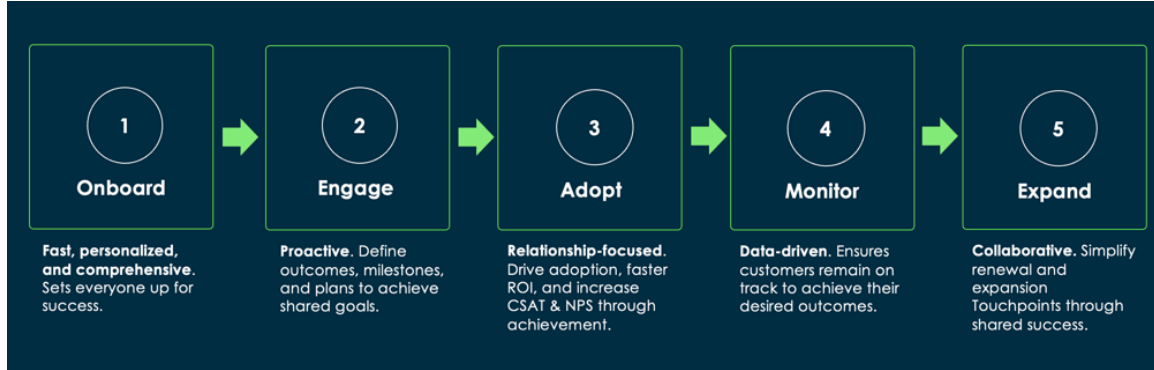 1
Onboard
Fast, personalized,
and comprehensive.
Sets everyone up for
success.
2
Engage
Proactive. Define
outcomes, milestones,
and plans to achieve
shared goals.
3
Adopt
Relationship-focused.
Drive adoption, faster
ROI, and increase
CSAT & NPS through
achievement.
4
Monitor
Data-driven. Ensures
customers remain on
track to achieve their
desired outcomes.
5
Expand
Collaborative. Simplify
renewal and
expansion
Touchpoints through
shared success.